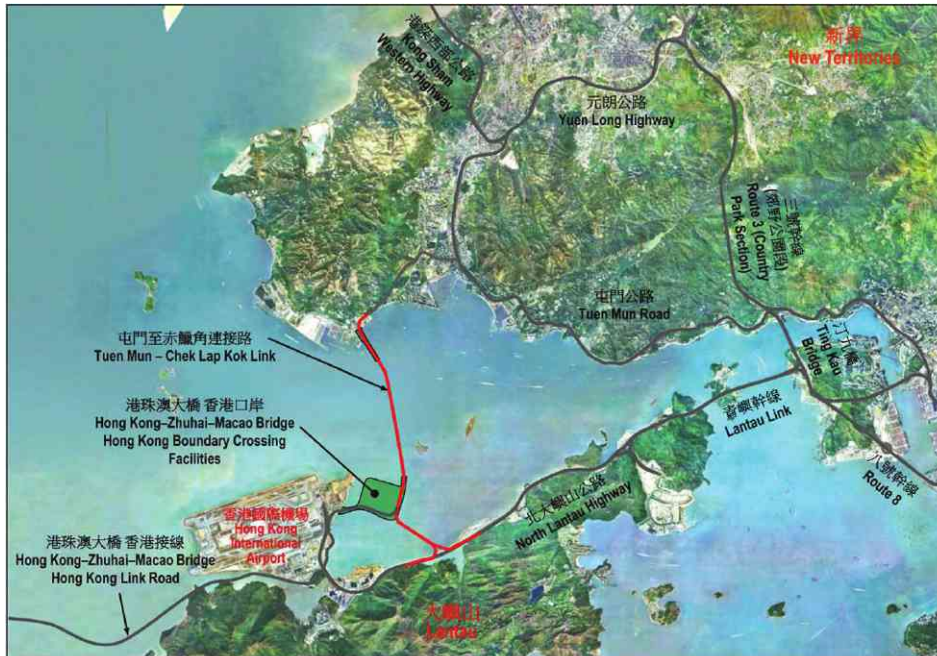 港深西部公路
Kong Sham
Western Highway
新界
New Territories
元朗公路
Yuen Long Highway
三號幹線
(郊野公園段)
Route 3 (Country
Park Section)
屯門公路
Tuen Mun Road
汀九橋
Ting Kau
Bridge
屯門至赤鱲角連接路
Tuen Mun – Chek Lap Kok Link
青嶼幹線
Lantau Link
港珠澳大橋 香港口岸
Hong Kong–Zhuhai–Macao Bridge
Hong Kong Boundary Crossing
Facilities
八號幹線
Route 8
北大嶼山公路
North Lantau Highway
香港國際機場
Hong Kong
International
Airport
港珠澳大橋 香港接線
Hong Kong–Zhuhai–Macao Bridge
Hong Kong Link Road
大嶼山
Lantau